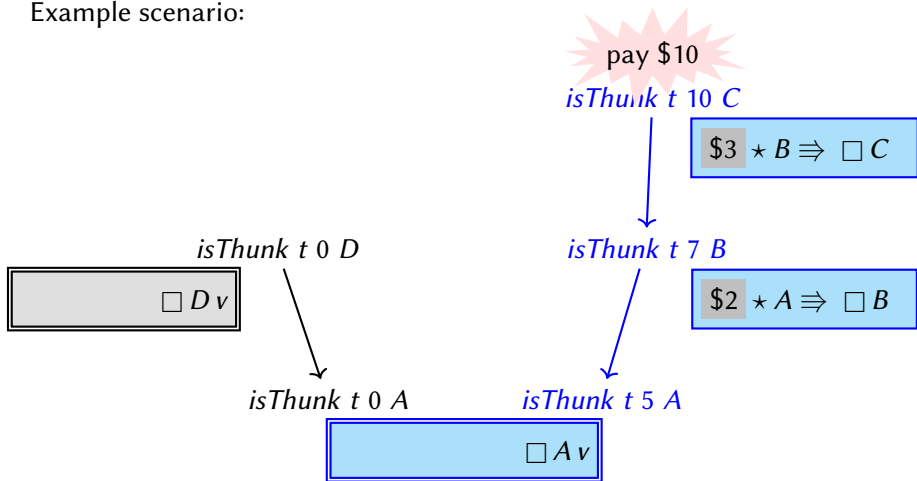 Example scenario:
pay $10
isThunk t 10 C
$3 ⋆ B ⇛ □ C
isThunk t 0 D
isThunk t 7 B
□ D v
$2 ⋆ A ⇛ □ B
isThunk t 0 A
isThunk t 5 A
□ A v